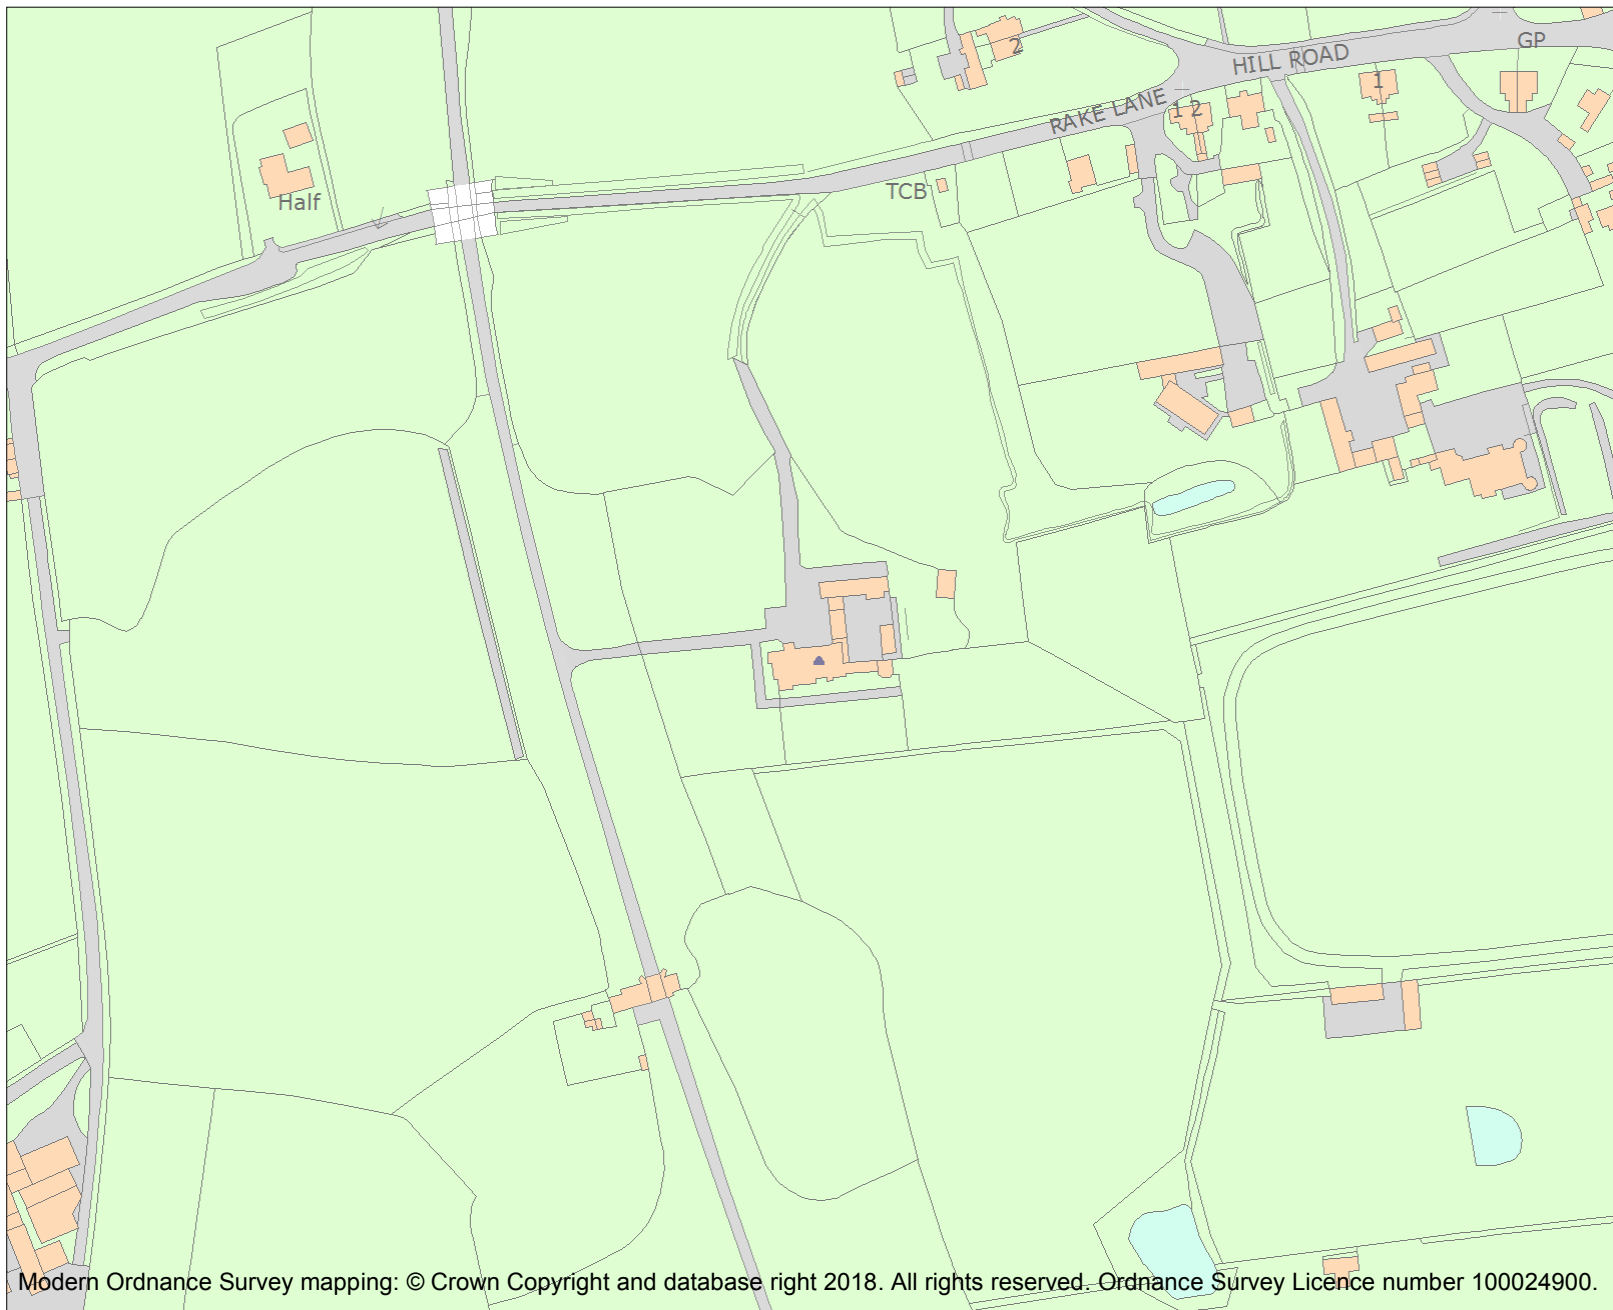 GP
HILL ROAD
2
1
RAKE LANE
1 2
TCB
Half
Modern Ordnance Survey mapping: © Crown Copyright and database right 2018. All rights reserved. Ordnance Survey Licence number 100024900.